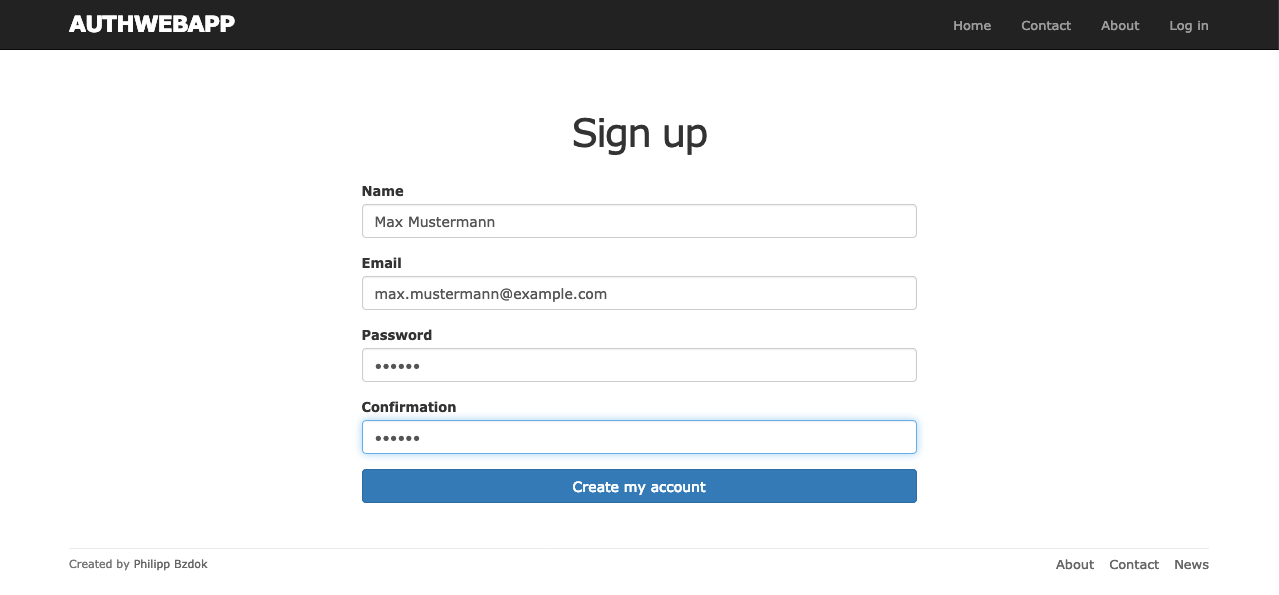 AUTHWEBAPP Home Contact About Log in
Sign up
Name
Max Mustermann
Email
max.mustermann@example.com
Password
••••••
Confirmation
••••••
Create my account
Created by Philipp Bzdok About Contact News